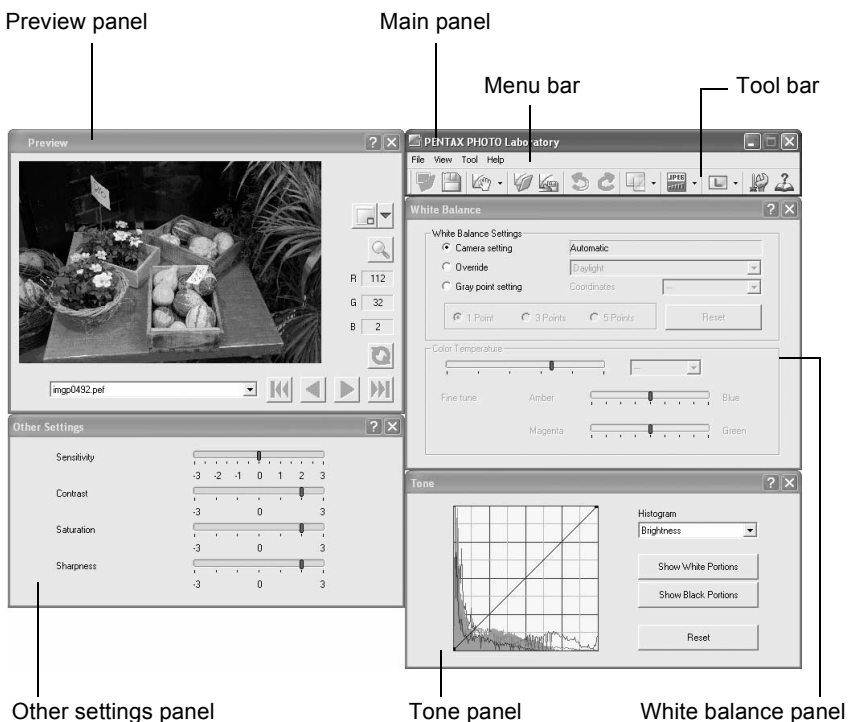 Preview panel
Main panel
Menu bar
Tool bar
Preview
R 112
G 32
B 2
imgp0492.pef
PENTAX PHOTO Laboratory
File View Tool Help
JPEG
L
White Balance
White Balance Settings
Camera setting Automatic
Override Daylight
Gray point setting Coordinates ---
1 Point 3 Points 5 Points Reset
Color Temperature
---
Fine tune Amber Blue
Magenta Green
Other Settings
Sensitivity
-3 -2 -1 0 1 2 3
Contrast
-3 0 3
Saturation
-3 0 3
Sharpness
-3 0 3
Tone
Histogram
Brightness
Show White Portions
Show Black Portions
Reset
Other settings panel
Tone panel
White balance panel